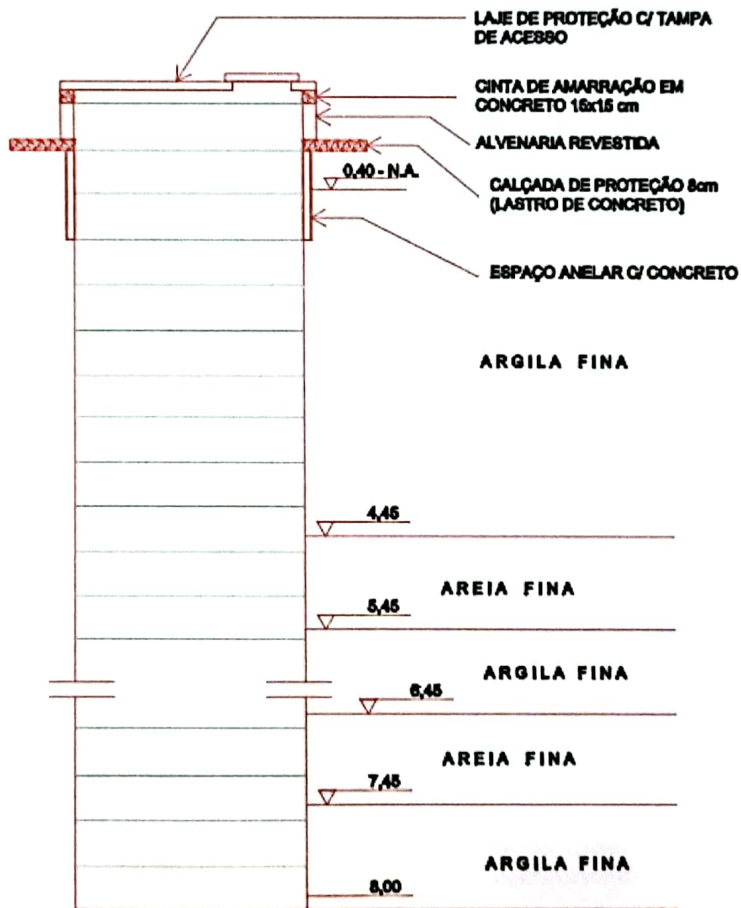 LAJE DE PROTEÇÃO C/ TAMPA
DE ACESSO
CINTA DE AMARRAÇÃO EM
CONCRETO 15x15 cm
ALVENARIA REVESTIDA
0,40 - N.A.
CALÇADA DE PROTEÇÃO 8cm
(LASTRO DE CONCRETO)
ESPAÇO ANELAR C/ CONCRETO
ARGILA FINA
4,45
AREIA FINA
5,45
ARGILA FINA
6,45
AREIA FINA
7,45
ARGILA FINA
8,00